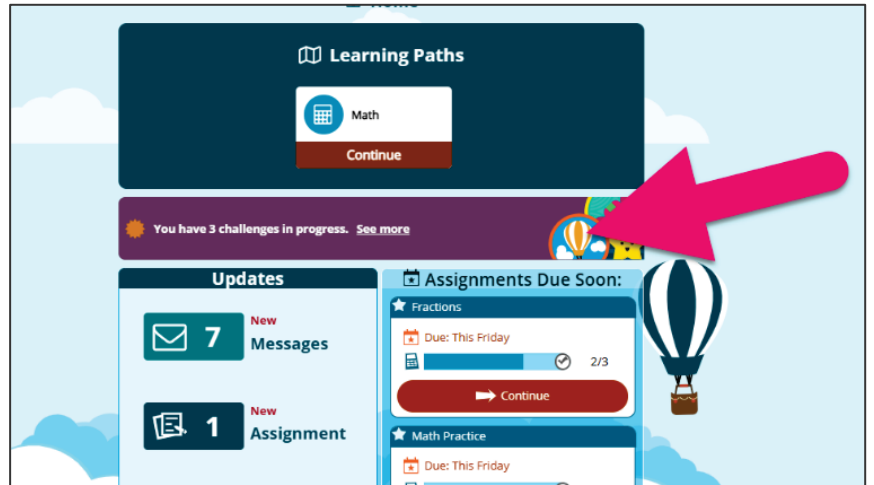 Home
Learning Paths
Math
Continue
You have 3 challenges in progress. See more
Updates
7
New
Messages
1
New
Assignment
Assignments Due Soon:
Fractions
Due: This Friday
2/3
Continue
Math Practice
Due: This Friday